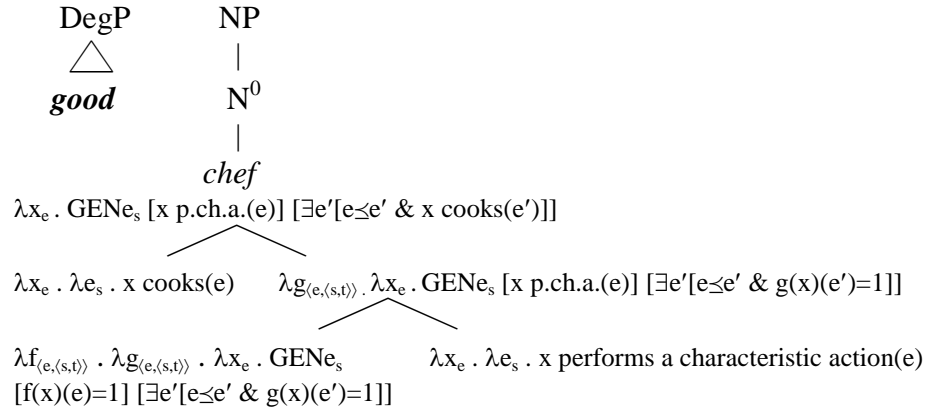 DegP NP
good N⁰
chef
λxₑ . GENeₛ [x p.ch.a.(e)] [∃e′[e⪯e′ & x cooks(e′)]]
λxₑ . λeₛ . x cooks(e) λg⟨e,⟨s,t⟩⟩ . λxₑ . GENeₛ [x p.ch.a.(e)] [∃e′[e⪯e′ & g(x)(e′)=1]]
λf⟨e,⟨s,t⟩⟩ . λg⟨e,⟨s,t⟩⟩ . λxₑ . GENeₛ λxₑ . λeₛ . x performs a characteristic action(e)
[f(x)(e)=1] [∃e′[e⪯e′ & g(x)(e′)=1]]